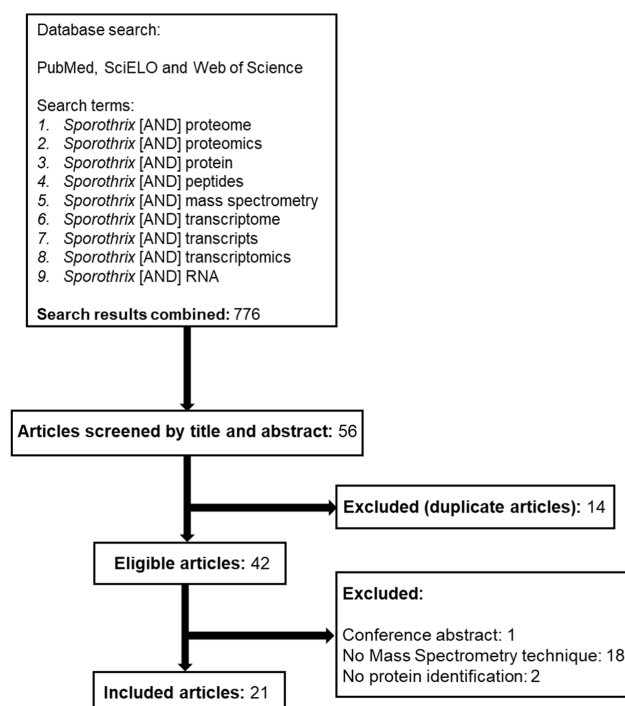 Database search:
PubMed, SciELO and Web of Science
Search terms:
1. Sporothrix [AND] proteome
2. Sporothrix [AND] proteomics
3. Sporothrix [AND] protein
4. Sporothrix [AND] peptides
5. Sporothrix [AND] mass spectrometry
6. Sporothrix [AND] transcriptome
7. Sporothrix [AND] transcripts
8. Sporothrix [AND] transcriptomics
9. Sporothrix [AND] RNA
Search results combined: 776
Articles screened by title and abstract: 56
Excluded (duplicate articles): 14
Eligible articles: 42
Excluded:
Conference abstract: 1
No Mass Spectrometry technique: 18
No protein identification: 2
Included articles: 21